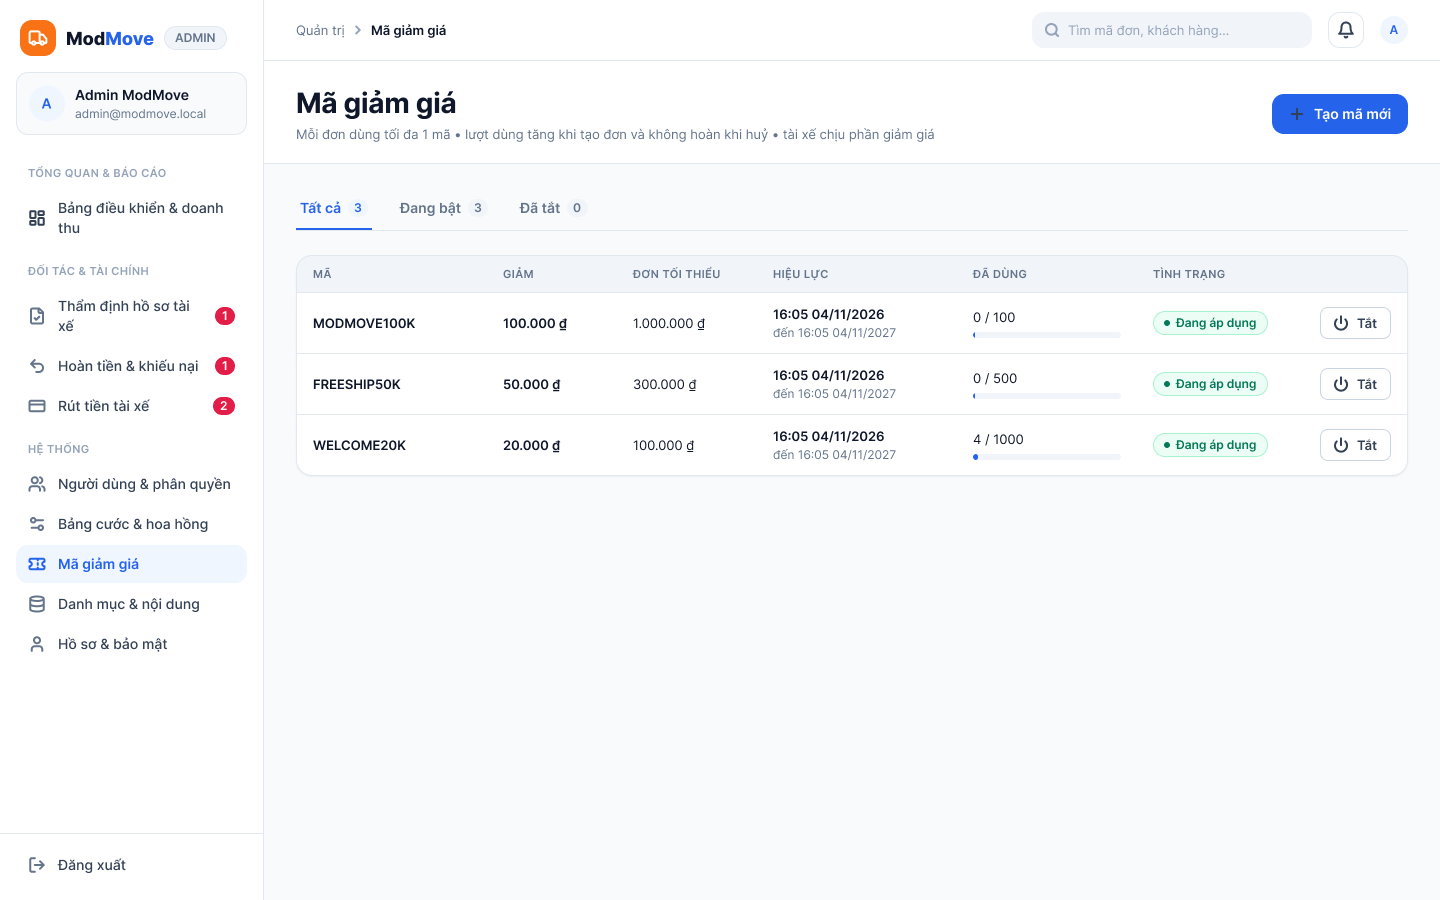 ModMove ADMIN
A
Admin ModMove
admin@modmove.local
TỔNG QUAN & BÁO CÁO
Bảng điều khiển & doanh
thu
ĐỐI TÁC & TÀI CHÍNH
Thẩm định hồ sơ tài
xế
1
Hoàn tiền & khiếu nại 1
Rút tiền tài xế 2
HỆ THỐNG
Người dùng & phân quyền
Bảng cước & hoa hồng
Mã giảm giá
Danh mục & nội dung
Hồ sơ & bảo mật
Đăng xuất
Quản trị Mã giảm giá
Tìm mã đơn, khách hàng...
A
Mã giảm giá
Mỗi đơn dùng tối đa 1 mã • lượt dùng tăng khi tạo đơn và không hoàn khi huỷ • tài xế chịu phần giảm giá
Tạo mã mới
Tất cả 3 Đang bật 3 Đã tắt 0
MÃ GIẢM ĐƠN TỐI THIỂU HIỆU LỰC ĐÃ DÙNG TÌNH TRẠNG
MODMOVE100K 100.000 ₫ 1.000.000 ₫ 16:05 04/11/2026 0 / 100 Đang áp dụng Tắt
đến 16:05 04/11/2027
FREESHIP50K 50.000 ₫ 300.000 ₫ 16:05 04/11/2026 0 / 500 Đang áp dụng Tắt
đến 16:05 04/11/2027
WELCOME20K 20.000 ₫ 100.000 ₫ 16:05 04/11/2026 4 / 1000 Đang áp dụng Tắt
đến 16:05 04/11/2027